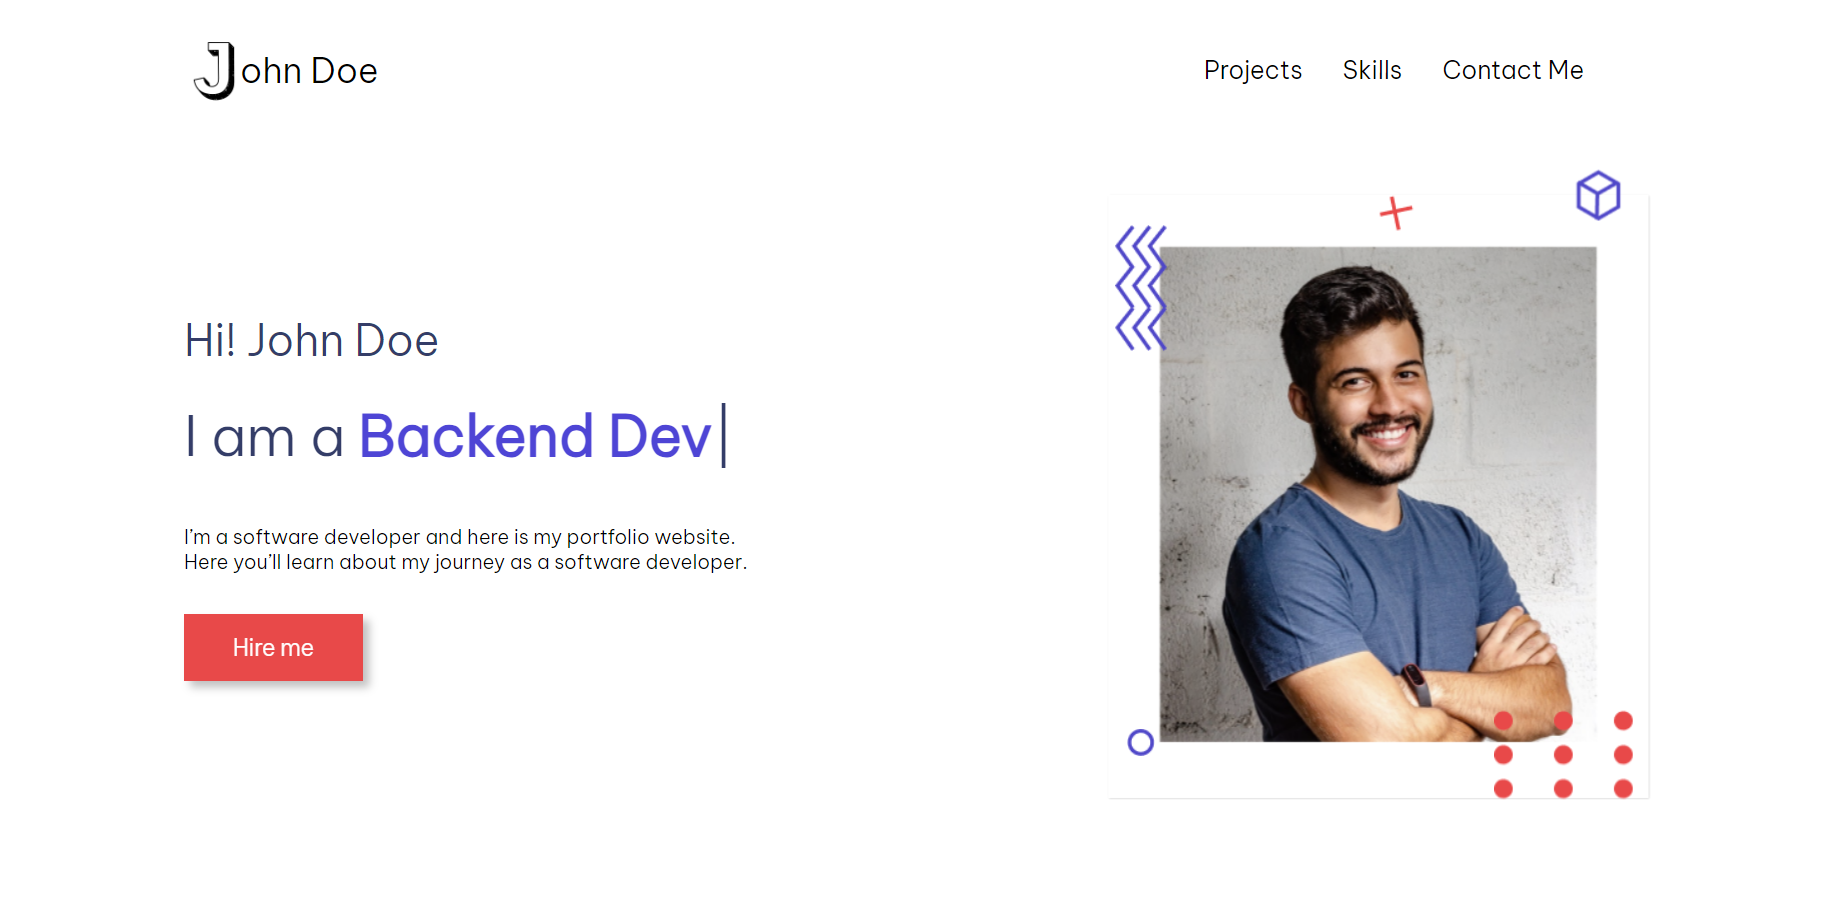 John Doe
Projects Skills Contact Me
Hi! John Doe
I am a Backend Dev
I’m a software developer and here is my portfolio website.
Here you’ll learn about my journey as a software developer.
Hire me